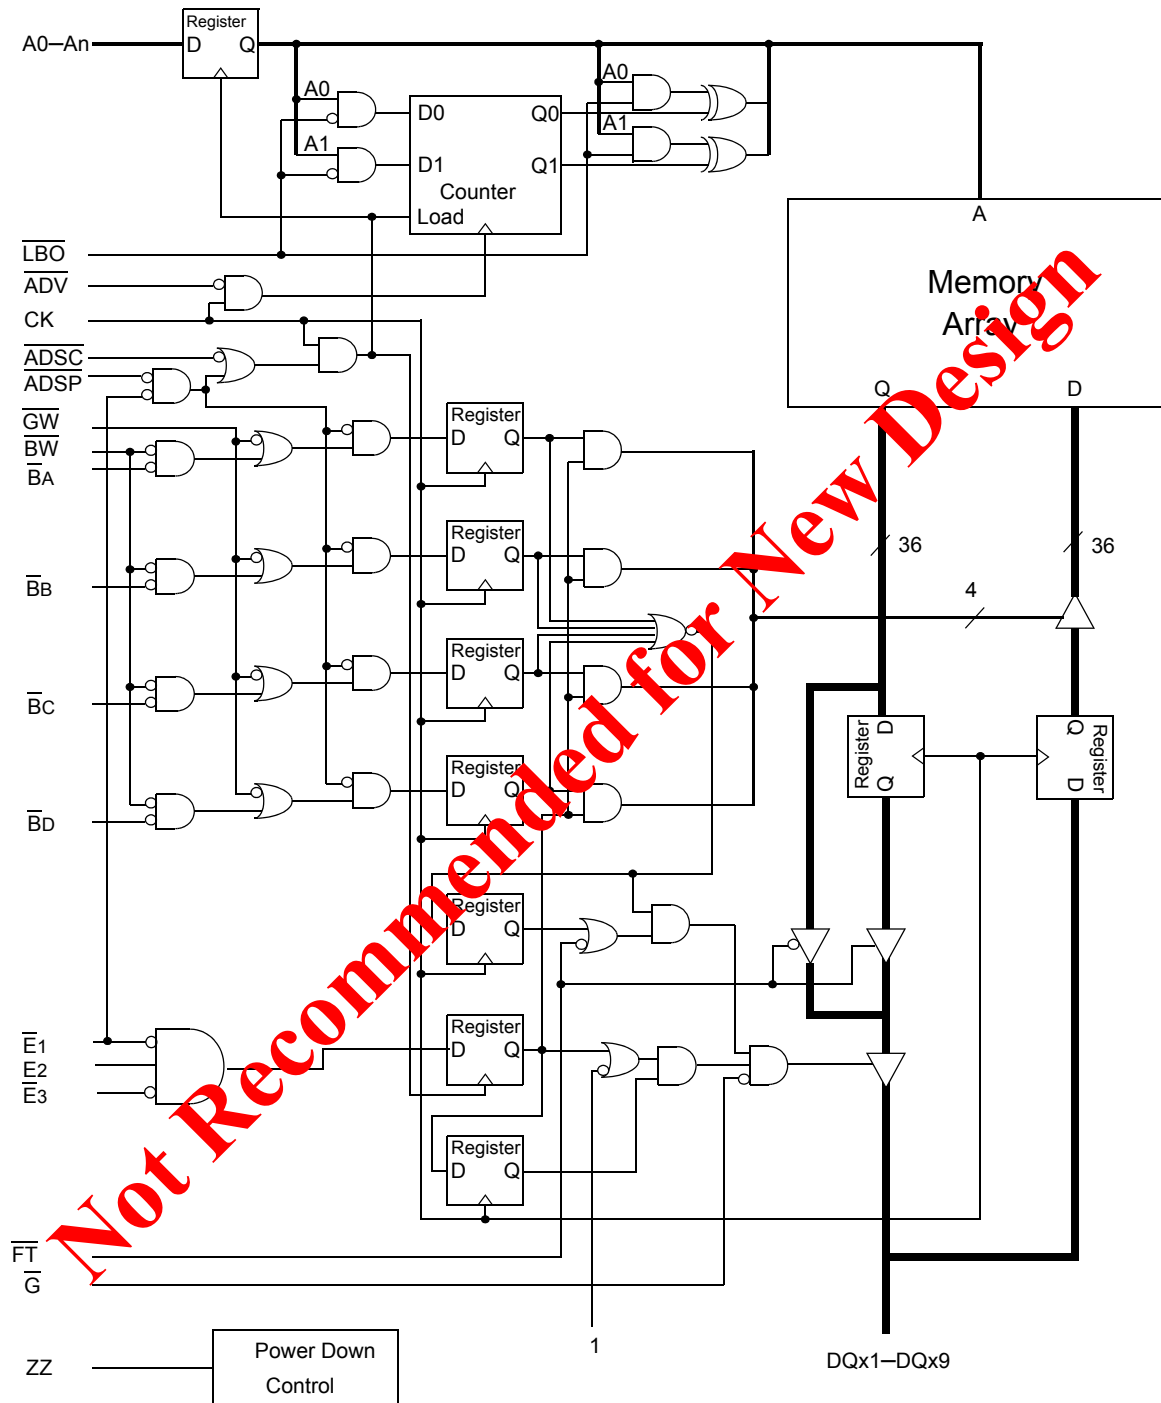 Register
A0–An
D Q
A0
A0
D0
Q0
A1
A1
D1
Q1
Counter
Load
A
LBO
ADV
Memory
Array
CK
ADSC
ADSP
Q
D
GW
Register
BW
D Q
BA
36
36
Register
D Q
BB
4
Register
D Q
BC
D
Register
Q
Q
Register
D
Register
D Q
BD
Register
D Q
E1
Register
D Q
E2
E3
Register
D Q
FT
G
1
Power Down
Control
ZZ
DQx1–DQx9
Not Recommended for New Design